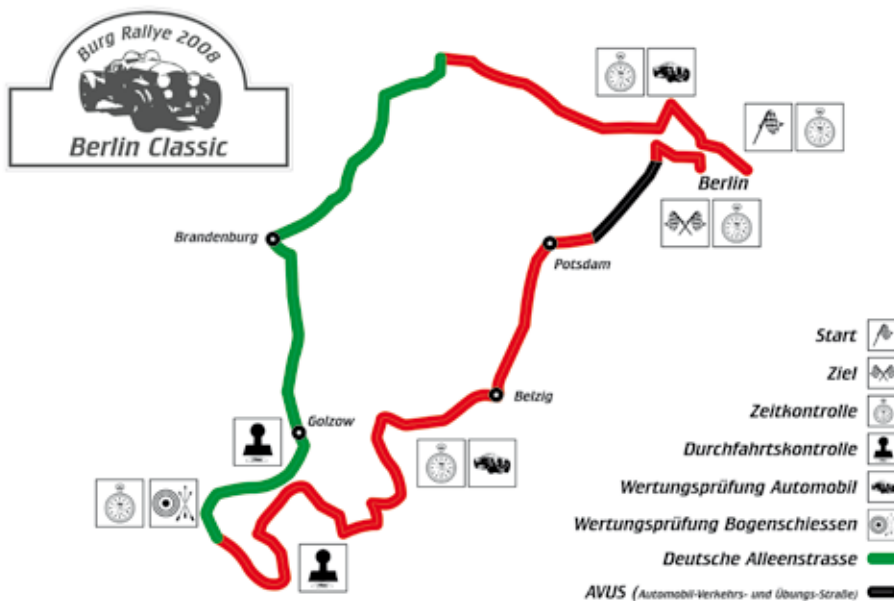 Burg Rallye 2008
Berlin Classic
Berlin
Brandenburg
Potsdam
Belzig
Golzow
Start
Ziel
Zeitkontrolle
Durchfahrtskontrolle
Wertungsprüfung Automobil
Wertungsprüfung Bogenschiessen
Deutsche Alleenstrasse
AVUS (Automobil-Verkehrs- und Übungs-Straße)